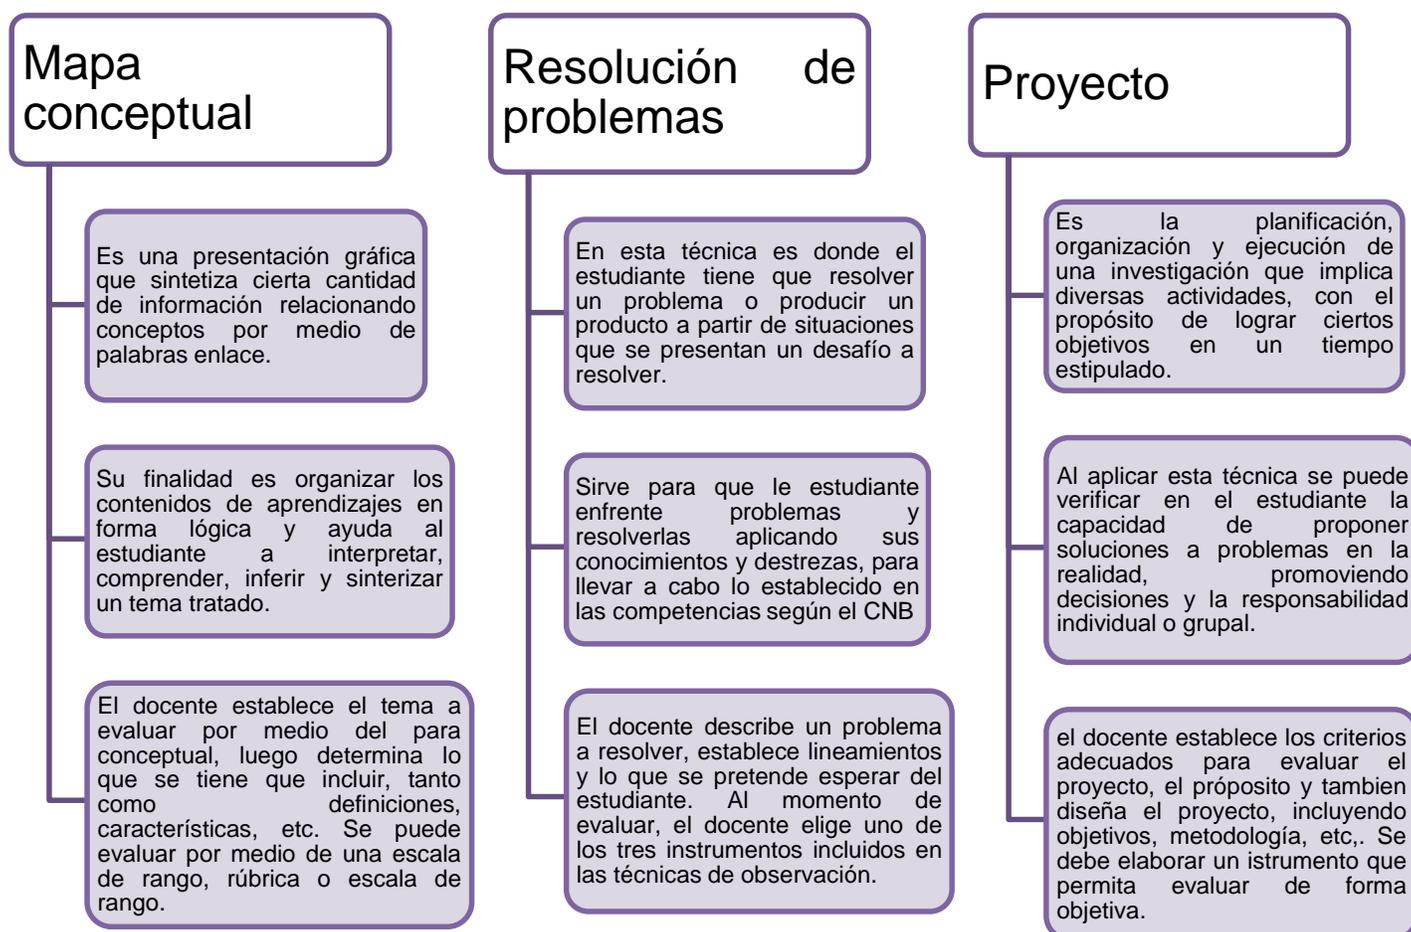 Mapa
conceptual
Es una presentación gráfica
que sintetiza cierta cantidad
de información relacionando
conceptos por medio de
palabras enlace.
Su finalidad es organizar los
contenidos de aprendizajes en
forma lógica y ayuda al
estudiante a interpretar,
comprender, inferir y sinterizar
un tema tratado.
El docente establece el tema a
evaluar por medio del para
conceptual, luego determina lo
que se tiene que incluir, tanto
como definiciones,
características, etc. Se puede
evaluar por medio de una escala
de rango, rúbrica o escala de
rango.
Resolución de
problemas
En esta técnica es donde el
estudiante tiene que resolver
un problema o producir un
producto a partir de situaciones
que se presentan un desafío a
resolver.
Sirve para que le estudiante
enfrente problemas y
resolverlas aplicando sus
conocimientos y destrezas, para
llevar a cabo lo establecido en
las competencias según el CNB
El docente describe un problema
a resolver, establece lineamientos
y lo que se pretende esperar del
estudiante. Al momento de
evaluar, el docente elige uno de
los tres instrumentos incluidos en
las técnicas de observación.
Proyecto
Es la planificación,
organización y ejecución de
una investigación que implica
diversas actividades, con el
propósito de lograr ciertos
objetivos en un tiempo
estipulado.
Al aplicar esta técnica se puede
verificar en el estudiante la
capacidad de proponer
soluciones a problemas en la
realidad, promoviendo
decisiones y la responsabilidad
individual o grupal.
el docente establece los criterios
adecuados para evaluar el
proyecto, el próposito y tambien
diseña el proyecto, incluyendo
objetivos, metodología, etc,. Se
debe elaborar un istrumento que
permita evaluar de forma
objetiva.